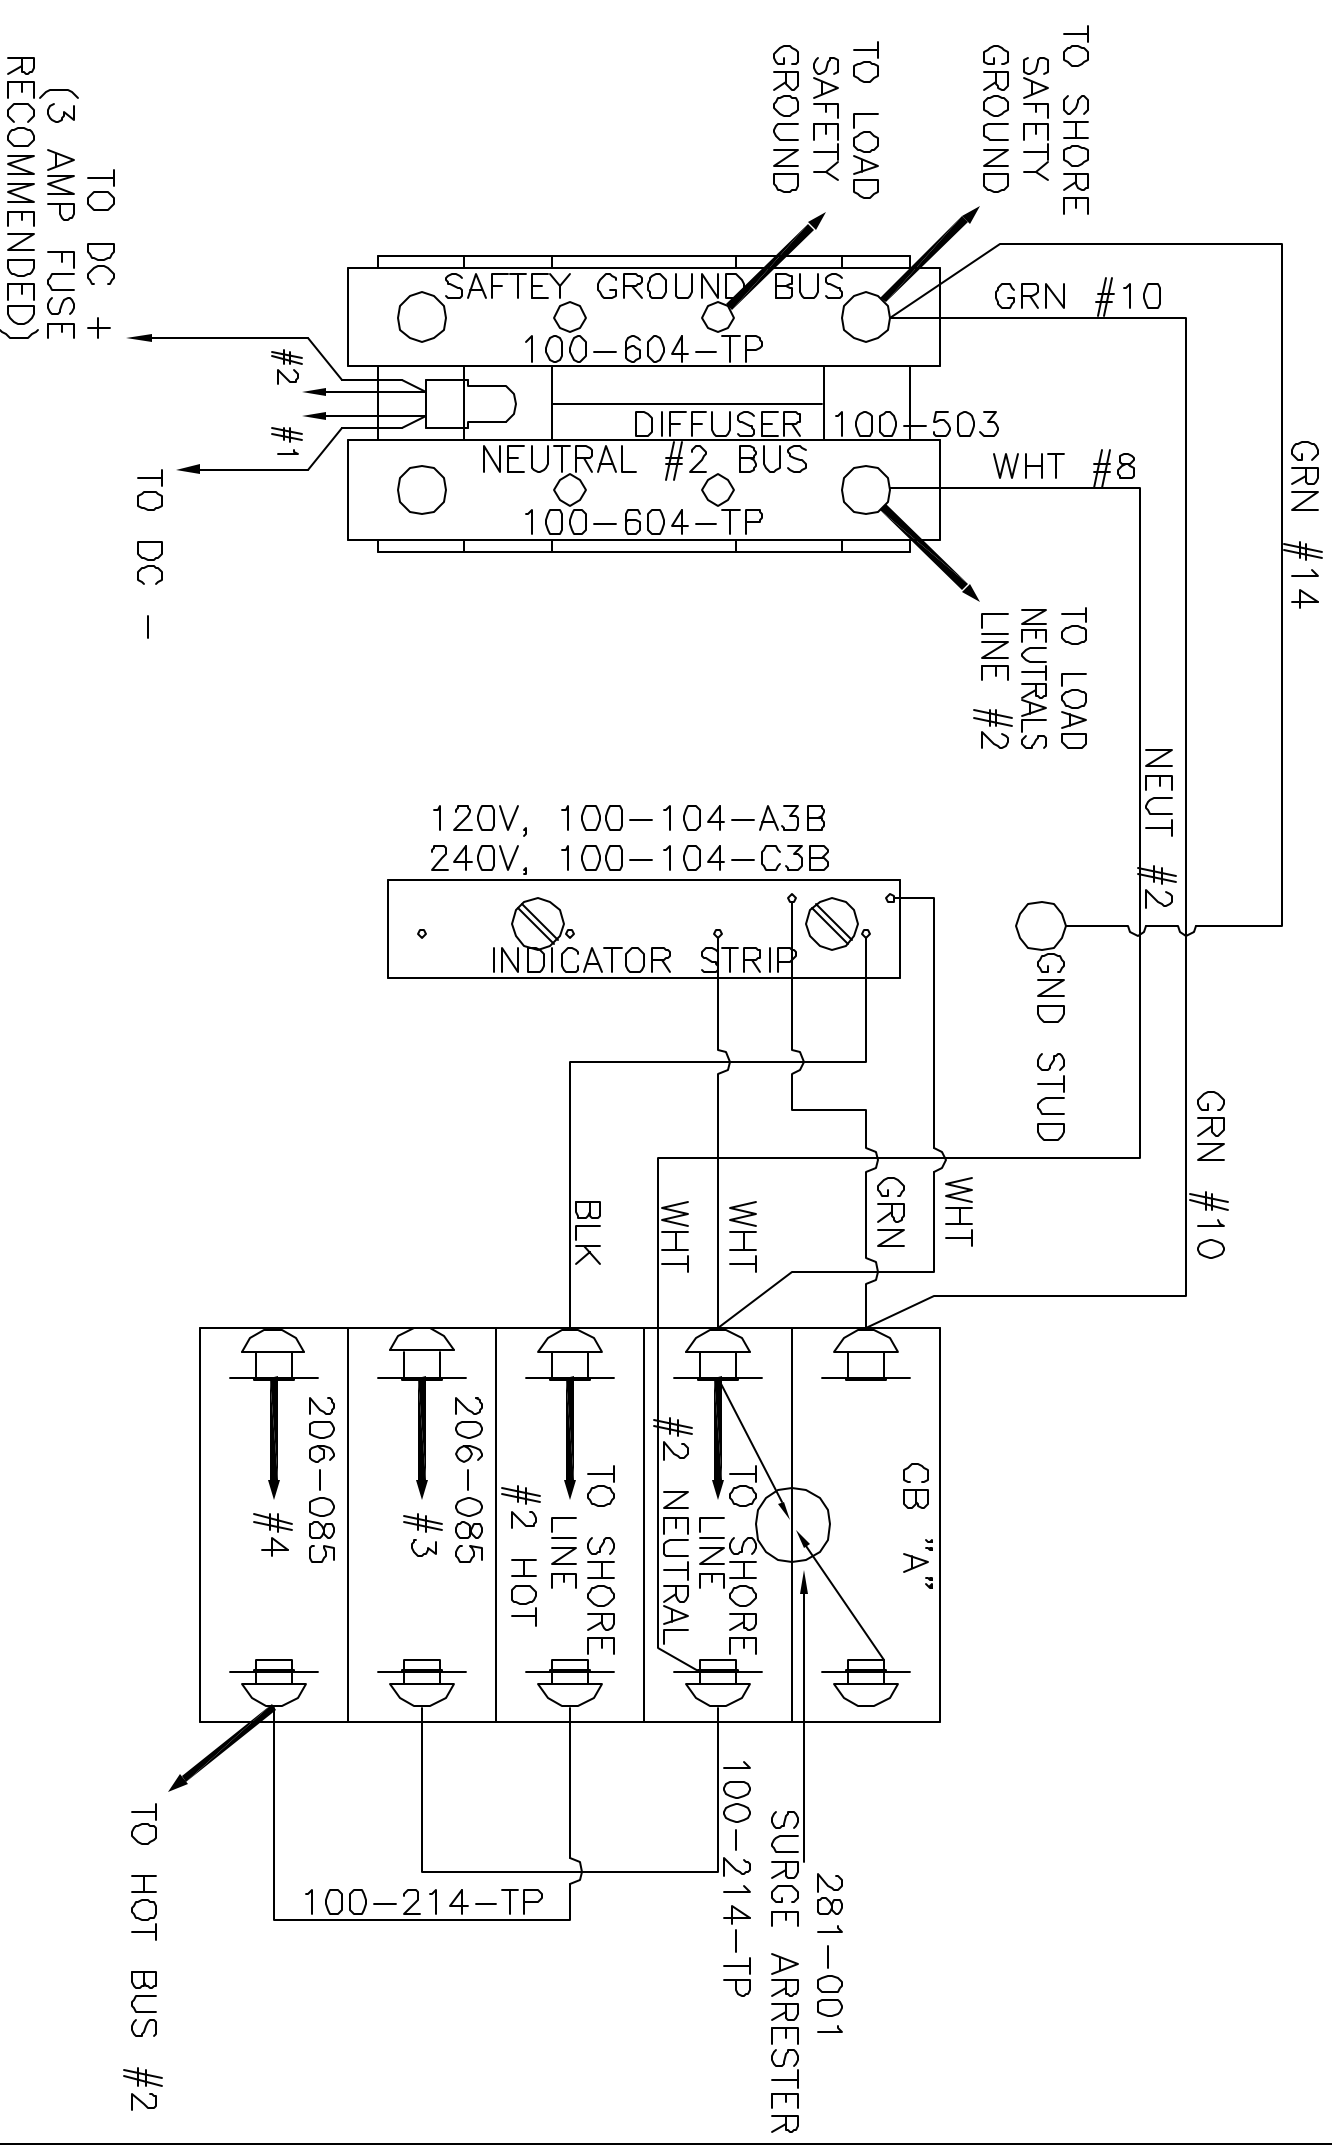 TO SHORE
SAFETY
GROUND
TO LOAD
SAFETY
GROUND
TO DC +
(3 AMP FUSE
RECOMMENDED)
SAFTEY GROUND BUS
100-604-TP
GRN #10
#2
#1
DIFFUSER 100-503
NEUTRAL #2 BUS
100-604-TP
WHT #8
GRN #14
TO DC -
TO LOAD
NEUTRALS
LINE #2
NEUT #2
120V, 100-104-A3B
240V, 100-104-C3B
INDICATOR STRIP
GND STUD
GRN #10
WHT
GRN
WHT
WHT
BLK
CB "A"
TO SHORE
LINE
#2 NEUTRAL
TO SHORE
LINE
#2 HOT
206-085
#3
206-085
#4
281-001
SURGE ARRESTER
100-214-TP
100-214-TP
TO HOT BUS #2